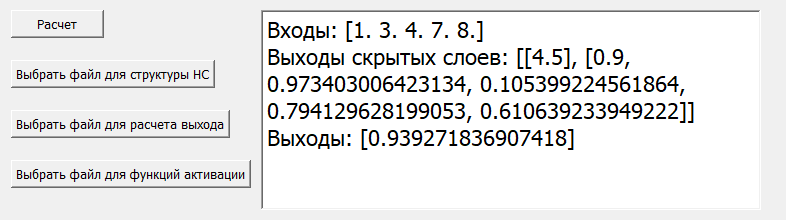 Расчет
Выбрать файл для структуры НС
Выбрать файл для расчета выхода
Выбрать файл для функций активации
Входы: [1. 3. 4. 7. 8.]
Выходы скрытых слоев: [[4.5], [0.9,
0.973403006423134, 0.105399224561864,
0.794129628199053, 0.610639233949222]]
Выходы: [0.939271836907418]